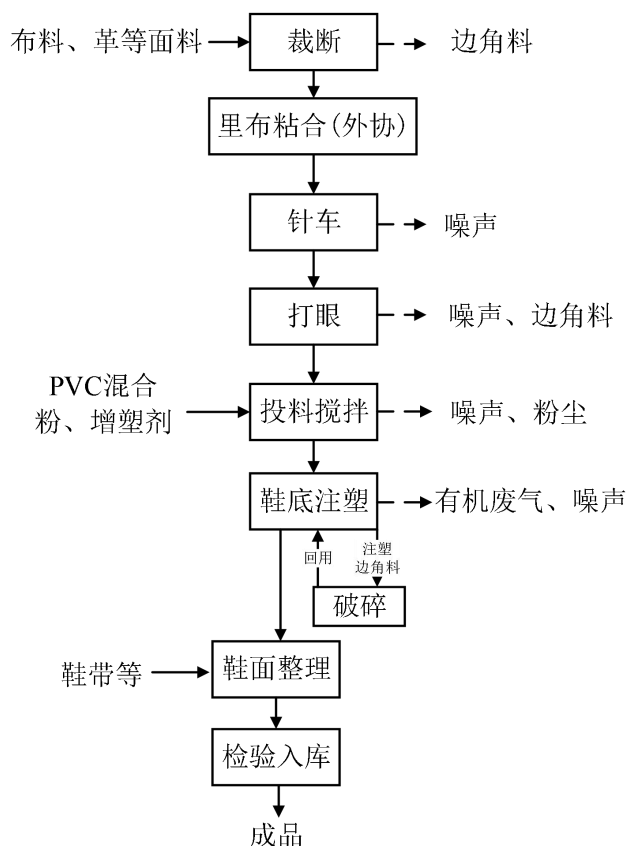 布料、革等面料
裁断
边角料
里布粘合(外协)
针车
噪声
打眼
噪声、边角料
PVC混合
粉、增塑剂
投料搅拌
噪声、粉尘
鞋底注塑
有机废气、噪声
回用
注塑
边角料
破碎
鞋带等
鞋面整理
检验入库
成品